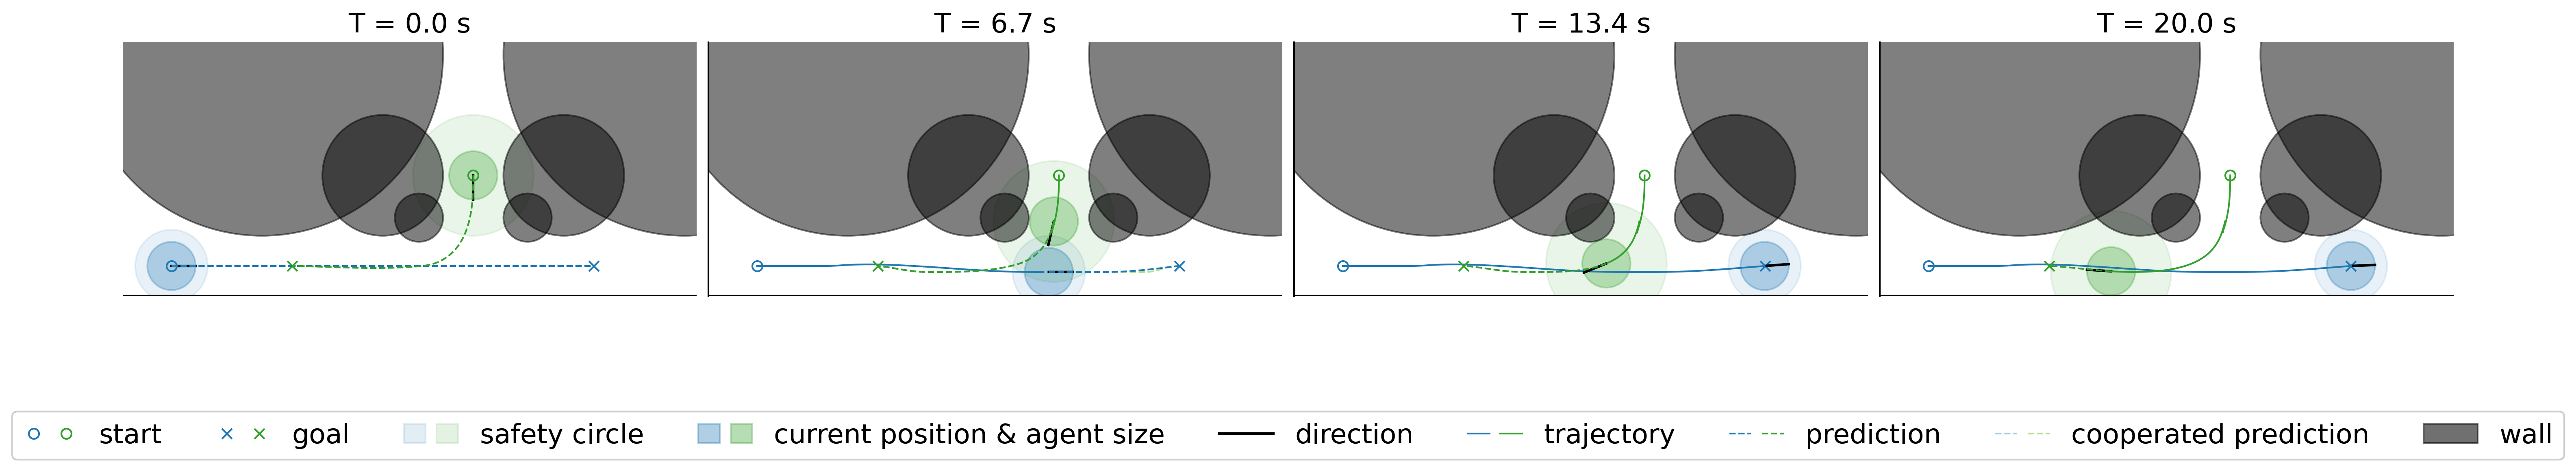 T = 0.0 s
T = 6.7 s
T = 13.4 s
T = 20.0 s
start goal safety circle current position & agent size direction trajectory prediction cooperated prediction wall